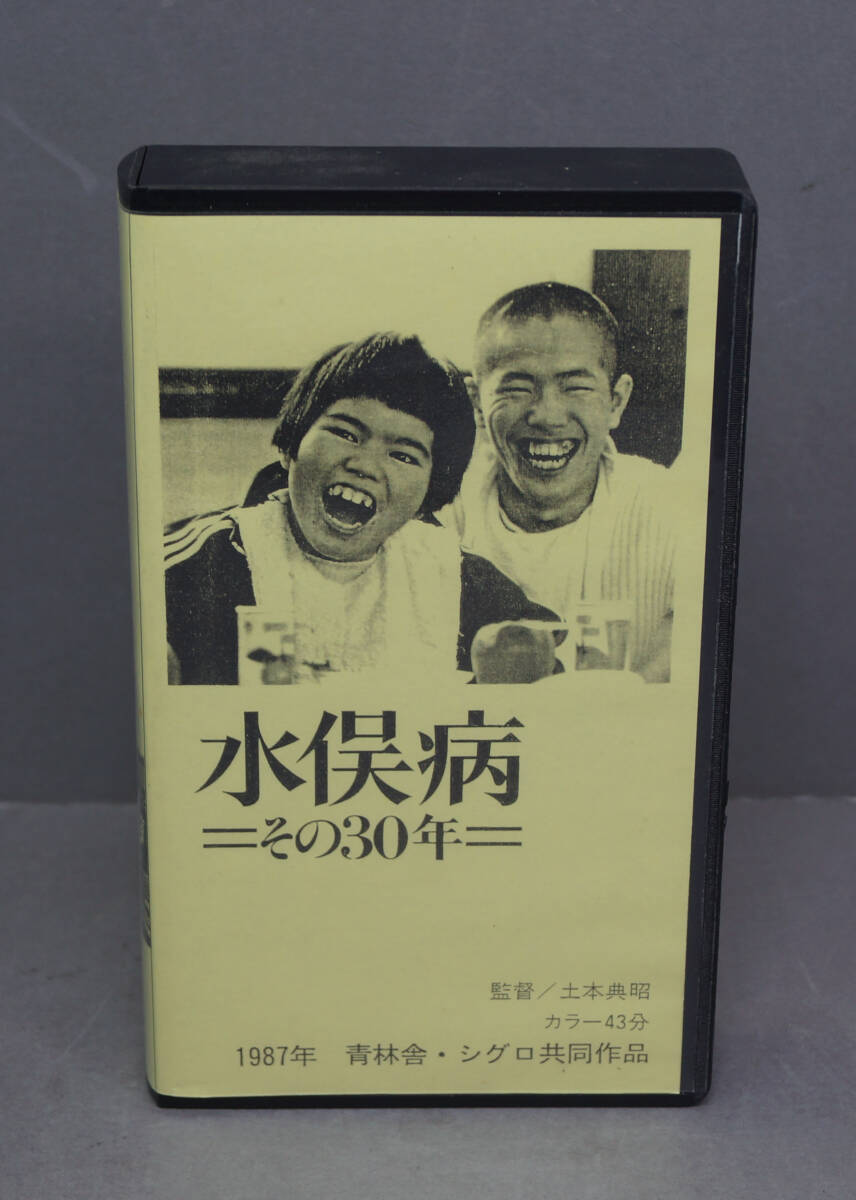 水俣病
=その30年=
監督/土本典昭
カラー43分
1987年 青林舎・シグロ共同作品